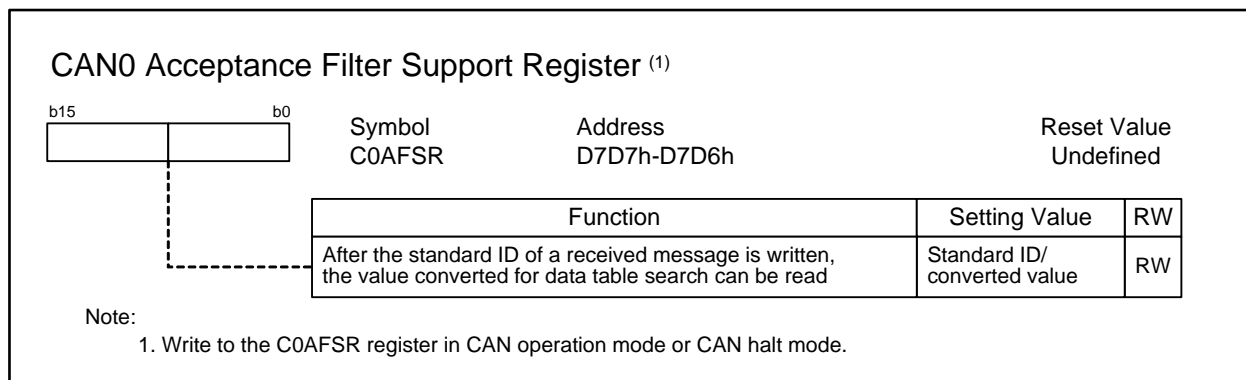 CAN0 Acceptance Filter Support Register (1)
b15 b0
Symbol Address Reset Value
C0AFSR D7D7h-D7D6h Undefined
Function Setting Value RW
After the standard ID of a received message is written,
the value converted for data table search can be read
Standard ID/
converted value
RW
Note:
1. Write to the C0AFSR register in CAN operation mode or CAN halt mode.